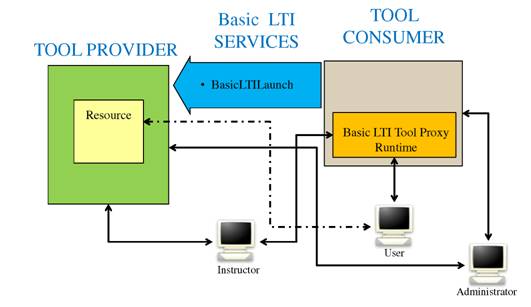 Basic LTI
SERVICES
TOOL
CONSUMER
TOOL PROVIDER
• BasicLTILaunch
Resource
Basic LTI Tool Proxy
Runtime
User
Instructor
Administrator